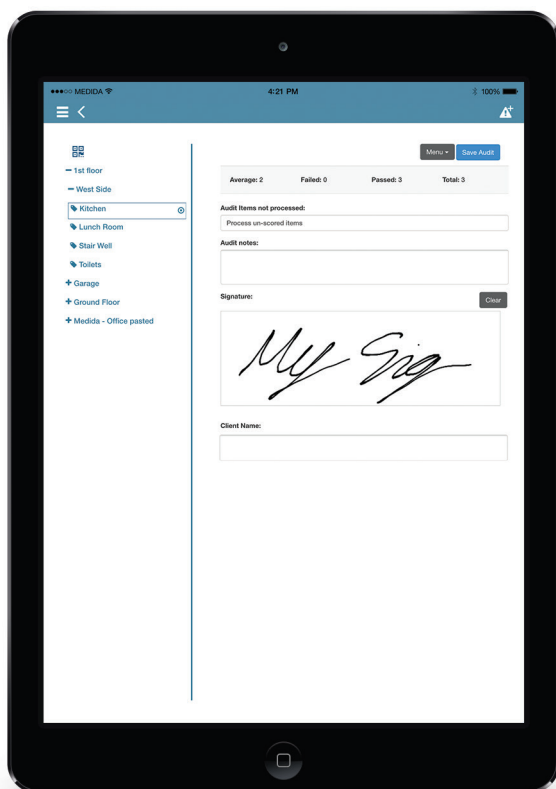 MEDIDA
4:21 PM
100%
1st floor
West Side
Kitchen
Lunch Room
Stair Well
Toilets
Garage
Ground Floor
Medida - Office pasted
Menu
Save Audit
Average: 2 Failed: 0 Passed: 3 Total: 3
Audit Items not processed:
Process un-scored items
Audit notes:
Signature:
Clear
My Sig
Client Name: